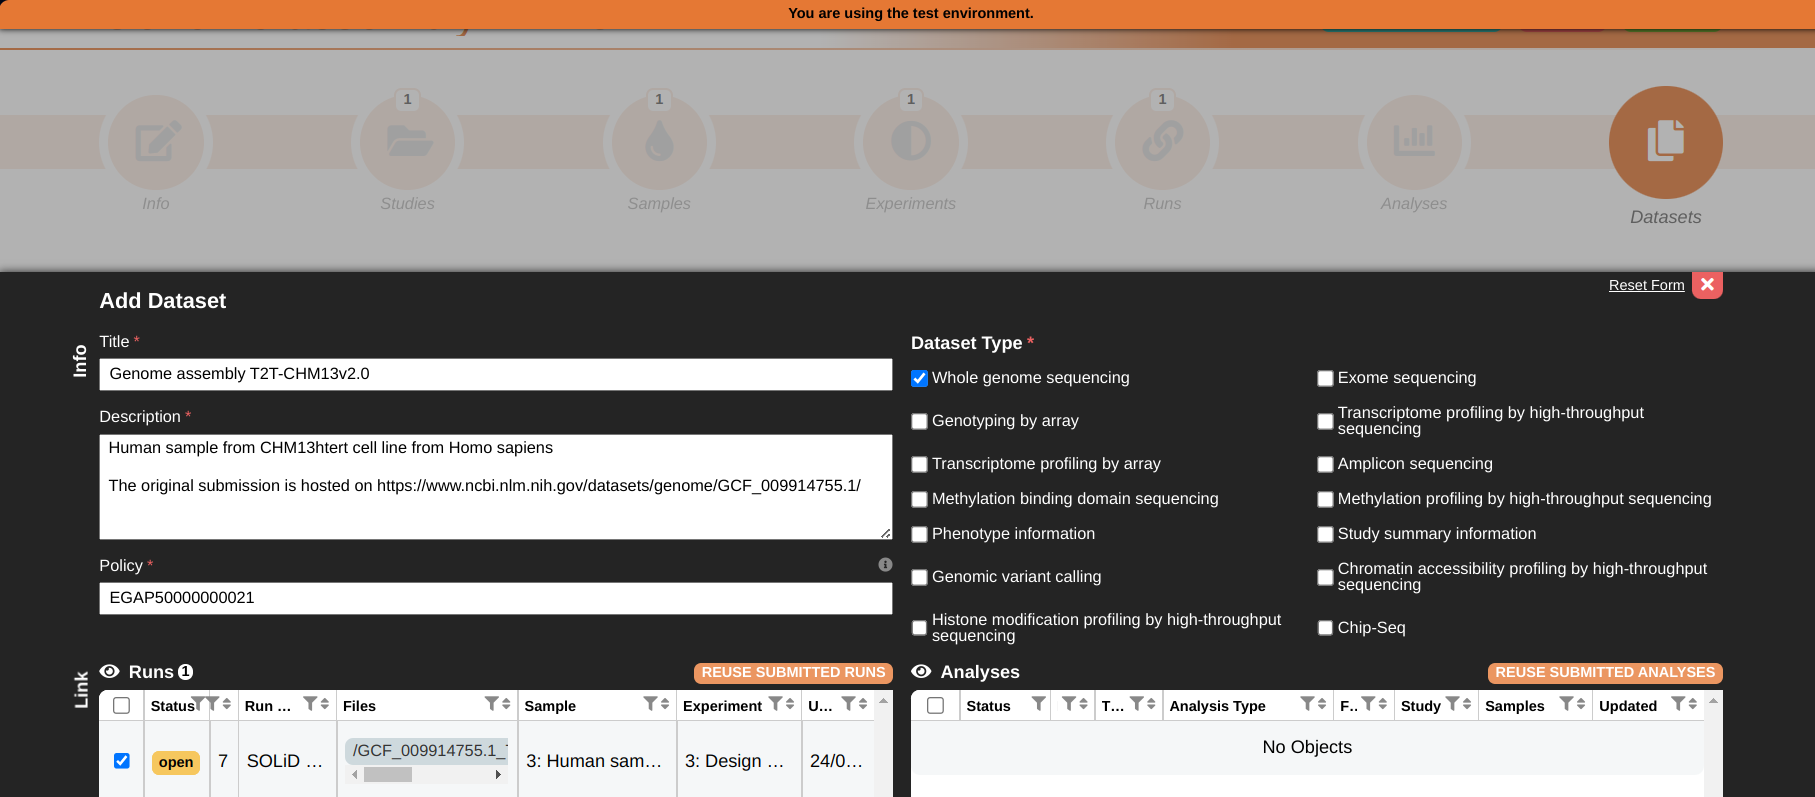 You are using the test environment.
1
1
1
1
Info
Studies
Samples
Experiments
Runs
Analyses
Datasets
Add Dataset
Reset Form
Info
Title *
Genome assembly T2T-CHM13v2.0
Description *
Human sample from CHM13htert cell line from Homo sapiens
The original submission is hosted on https://www.ncbi.nlm.nih.gov/datasets/genome/GCF_009914755.1/
Policy *
EGAP50000000021
Dataset Type *
Whole genome sequencing
Exome sequencing
Genotyping by array
Transcriptome profiling by high-throughput
sequencing
Transcriptome profiling by array
Amplicon sequencing
Methylation binding domain sequencing
Methylation profiling by high-throughput sequencing
Phenotype information
Study summary information
Genomic variant calling
Chromatin accessibility profiling by high-throughput
sequencing
Histone modification profiling by high-throughput
sequencing
Chip-Seq
Link
Runs 1
REUSE SUBMITTED RUNS
Status Run ... Files Sample Experiment U...
open 7 SOLiD ... /GCF_009914755.1_ 3: Human sam... 3: Design ... 24/0...
Analyses
REUSE SUBMITTED ANALYSES
Status T... Analysis Type F.. Study Samples Updated
No Objects